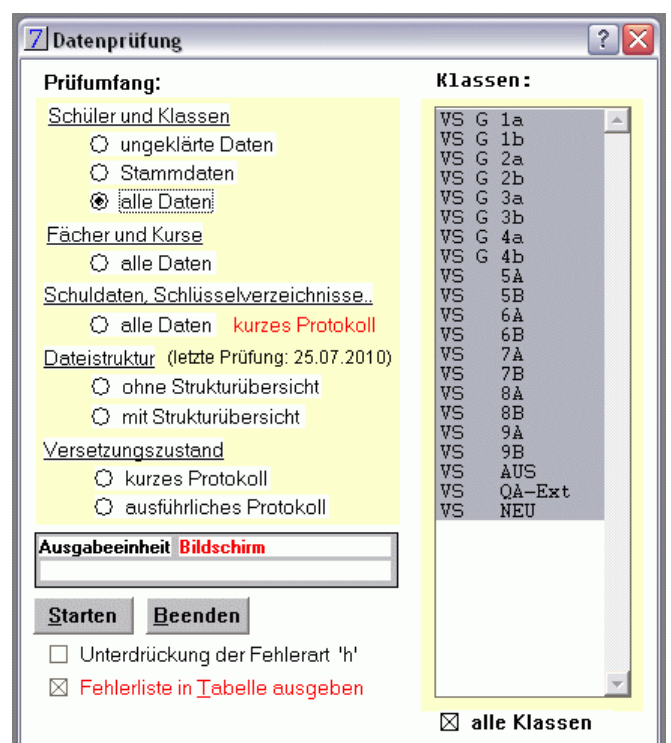 7 Datenprüfung ?
Prüfumfang:
Schüler und Klassen
ungeklärte Daten
Stammdaten
alle Daten
Fächer und Kurse
alle Daten
Schuldaten, Schlüsselverzeichnisse..
alle Daten kurzes Protokoll
Dateistruktur (letzte Prüfung: 25.07.2010)
ohne Strukturübersicht
mit Strukturübersicht
Versetzungszustand
kurzes Protokoll
ausführliches Protokoll
Ausgabeeinheit Bildschirm
Starten Beenden
Unterdrückung der Fehlerart 'h'
Fehlerliste in Tabelle ausgeben
Klassen:
VS G 1a
VS G 1b
VS G 2a
VS G 2b
VS G 3a
VS G 3b
VS G 4a
VS G 4b
VS 5A
VS 5B
VS 6A
VS 6B
VS 7A
VS 7B
VS 8A
VS 8B
VS 9A
VS 9B
VS AUS
VS QA-Ext
VS NEU
alle Klassen